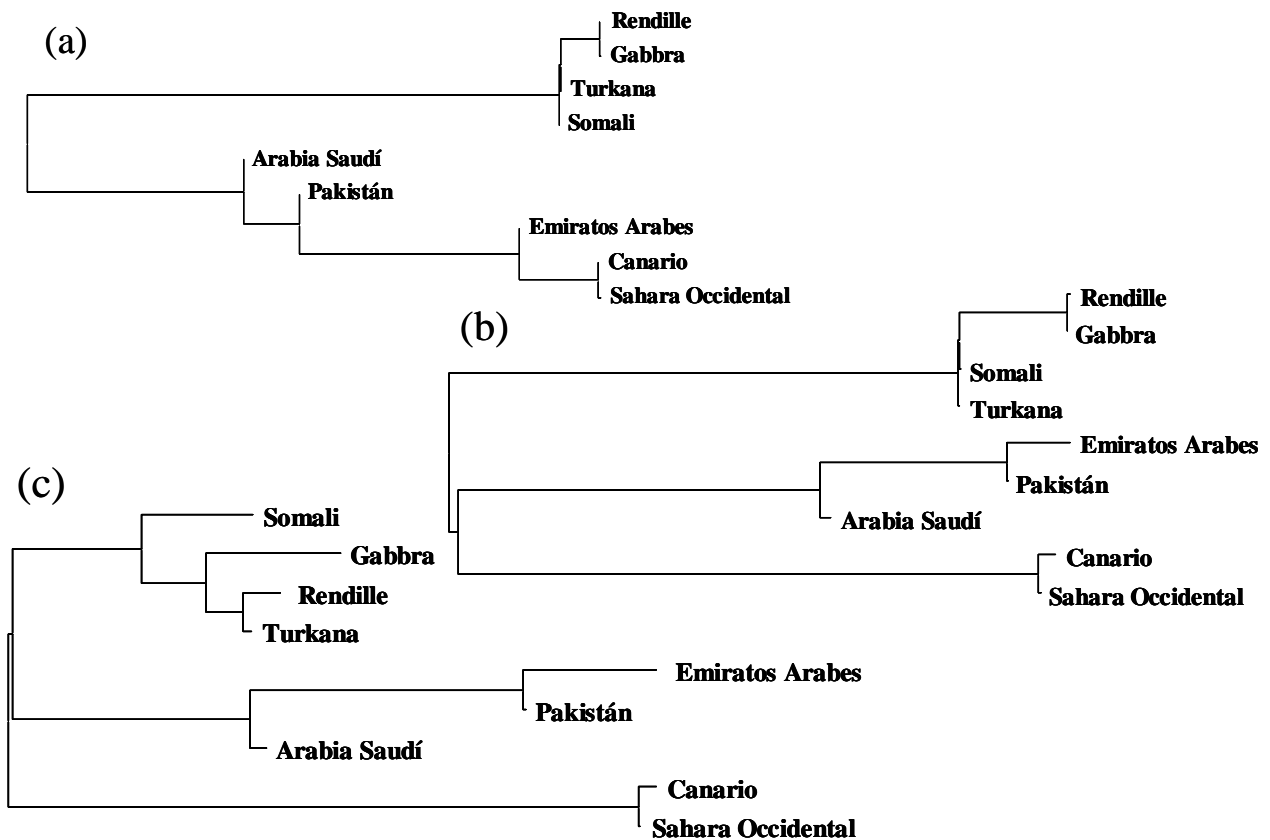 (a)
Rendille
Gabbra
Turkana
Somali
Arabia Saudí
Pakistán
Emiratos Arabes
Canario
Sahara Occidental
(b)
Rendille
Gabbra
Somali
Turkana
Emiratos Arabes
Pakistán
Arabia Saudí
Canario
Sahara Occidental
(c)
Somali
Gabbra
Rendille
Turkana
Emiratos Arabes
Pakistán
Arabia Saudí
Canario
Sahara Occidental